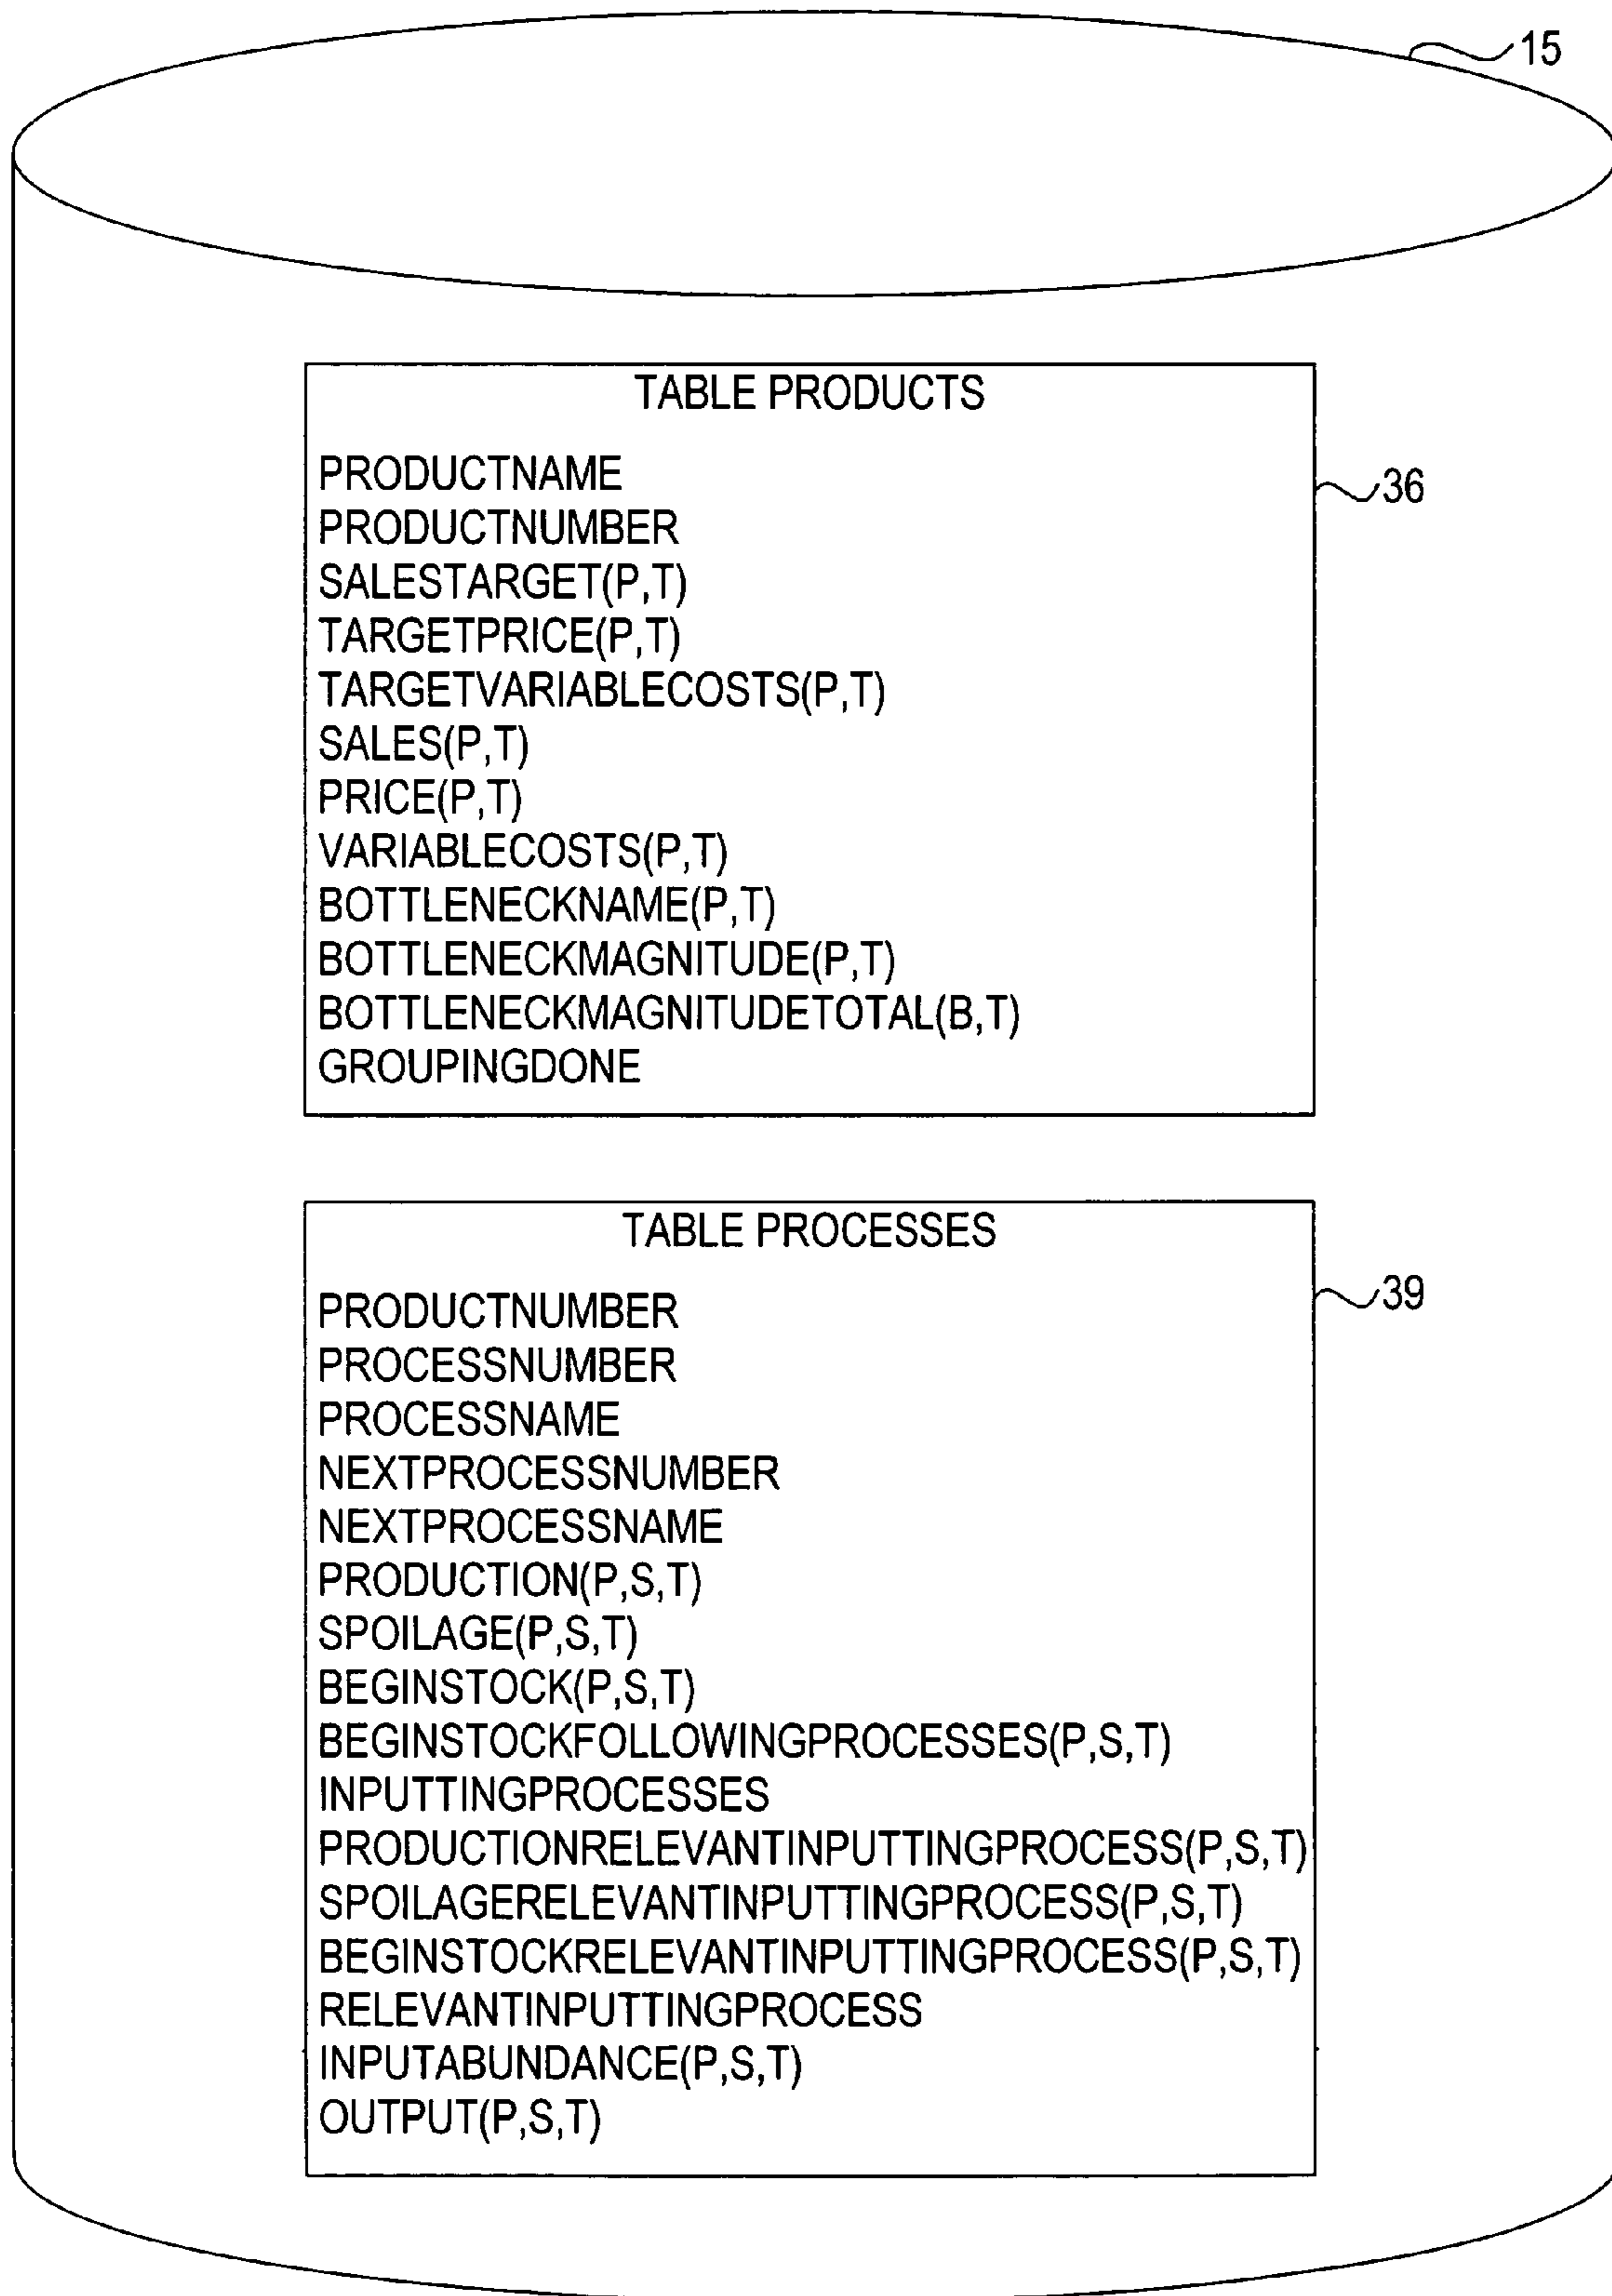 15
TABLE PRODUCTS
PRODUCTNAME
36
PRODUCTNUMBER
SALESTARGET(P,T)
TARGETPRICE(P,T)
TARGETVARIABLECOSTS(P,T)
SALES(P,T)
PRICE(P,T)
VARIABLECOSTS(P,T)
BOTTLENECKNAME(P,T)
BOTTLENECKMAGNITUDE(P,T)
BOTTLENECKMAGNITUDETOTAL(B,T)
GROUPINGDONE
TABLE PROCESSES
39
PRODUCTNUMBER
PROCESSNUMBER
PROCESSNAME
NEXTPROCESSNUMBER
NEXTPROCESSNAME
PRODUCTION(P,S,T)
SPOILAGE(P,S,T)
BEGINSTOCK(P,S,T)
BEGINSTOCKFOLLOWINGPROCESSES(P,S,T)
INPUTTINGPROCESSES
PRODUCTIONRELEVANTINPUTTINGPROCESS(P,S,T)
SPOILAGERELEVANTINPUTTINGPROCESS(P,S,T)
BEGINSTOCKRELEVANTINPUTTINGPROCESS(P,S,T)
RELEVANTINPUTTINGPROCESS
INPUTABUNDANCE(P,S,T)
OUTPUT(P,S,T)